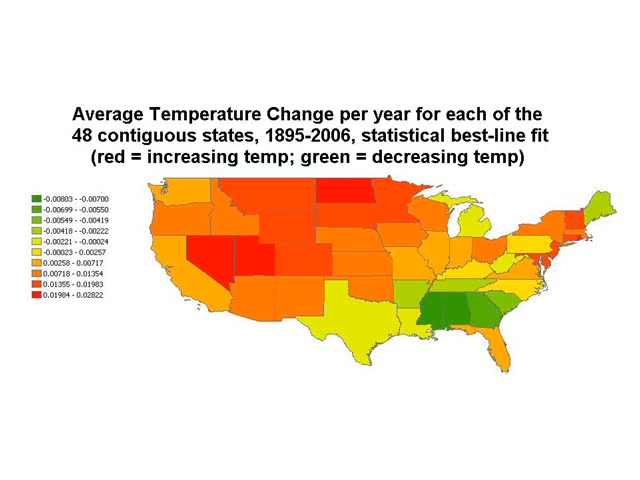 Average Temperature Change per year for each of the
48 contiguous states, 1895-2006, statistical best-line fit
(red = increasing temp; green = decreasing temp)
-0.00803 - -0.00700
-0.00699 - -0.00550
-0.00549 - -0.00419
-0.00418 - -0.00222
-0.00221 - -0.00024
-0.00023 - 0.00257
0.00258 - 0.00717
0.00718 - 0.01354
0.01355 - 0.01983
0.01984 - 0.02822